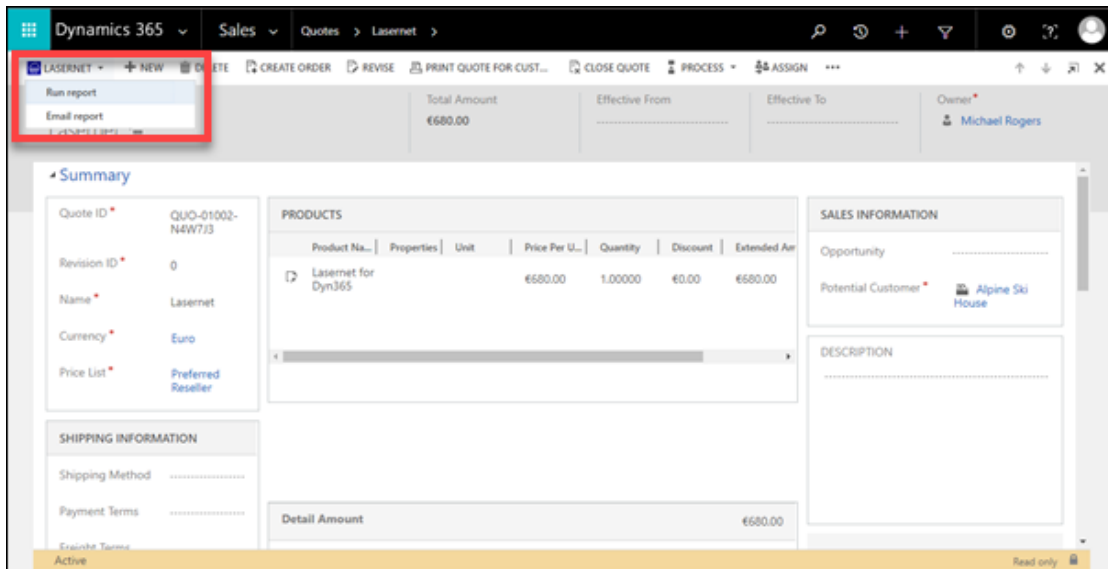 Dynamics 365 Sales Quotes > Lasernet >
LASERNET + NEW DELETE CREATE ORDER REVISE PRINT QUOTE FOR CUST... CLOSE QUOTE PROCESS ASSIGN ...
Run report
Email report
Lasernet
Total Amount
€680.00
Effective From
Effective To
Owner*
Michael Rogers
Summary
Quote ID* QUO-01002-
N4W7J3
Revision ID* 0
Name* Lasernet
Currency* Euro
Price List* Preferred
Reseller
SHIPPING INFORMATION
Shipping Method
Payment Terms
Freight Terms
PRODUCTS
Product Na... Properties Unit Price Per U... Quantity Discount Extended Am
Lasernet for
Dyn365
€680.00 1.00000 €0.00 €680.00
Detail Amount €680.00
SALES INFORMATION
Opportunity
Potential Customer* Alpine Ski
House
DESCRIPTION
Active Read only